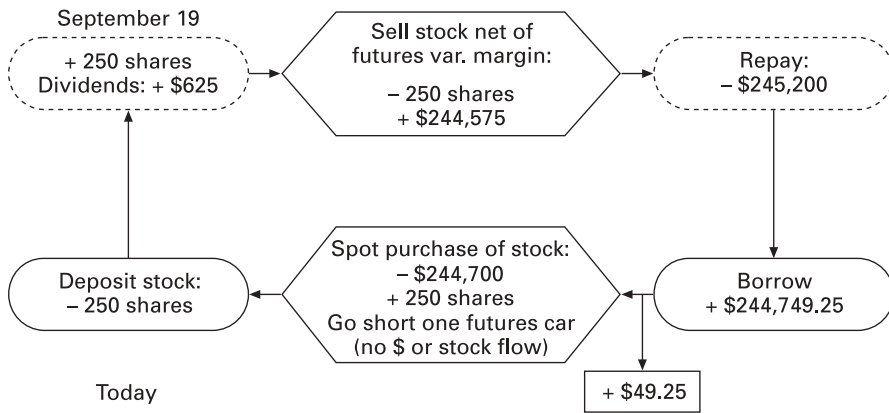 September 19
+ 250 shares
Dividends: + $625
Sell stock net of
futures var. margin:
– 250 shares
+ $244,575
Repay:
– $245,200
Deposit stock:
– 250 shares
Spot purchase of stock:
– $244,700
+ 250 shares
Go short one futures car
(no $ or stock flow)
Borrow
+ $244,749.25
Today
+ $49.25